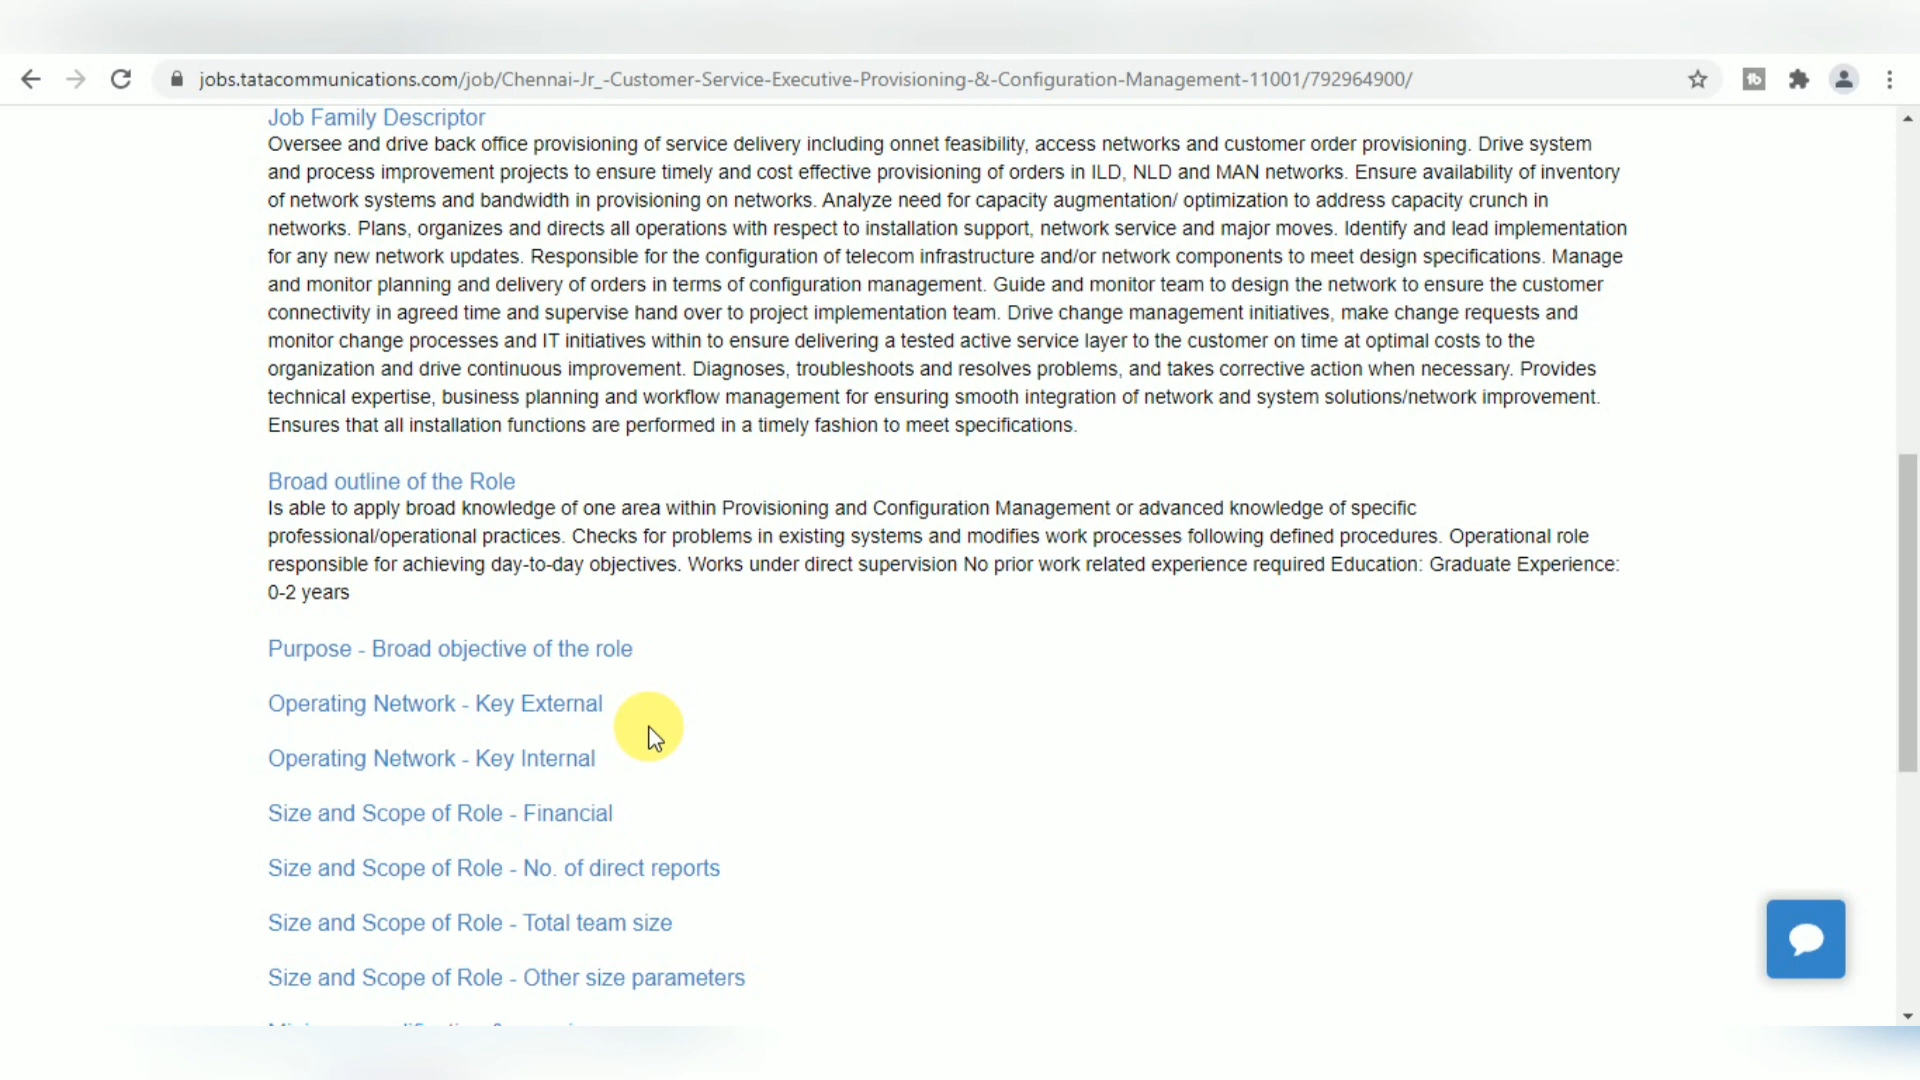 jobs.tatacommunications.com/job/Chennai-Jr_-Customer-Service-Executive-Provisioning-&-Configuration-Management-11001/792964900/
Job Family Descriptor
Oversee and drive back office provisioning of service delivery including onnet feasibility, access networks and customer order provisioning. Drive system
and process improvement projects to ensure timely and cost effective provisioning of orders in ILD, NLD and MAN networks. Ensure availability of inventory
of network systems and bandwidth in provisioning on networks. Analyze need for capacity augmentation/ optimization to address capacity crunch in
networks. Plans, organizes and directs all operations with respect to installation support, network service and major moves. Identify and lead implementation
for any new network updates. Responsible for the configuration of telecom infrastructure and/or network components to meet design specifications. Manage
and monitor planning and delivery of orders in terms of configuration management. Guide and monitor team to design the network to ensure the customer
connectivity in agreed time and supervise hand over to project implementation team. Drive change management initiatives, make change requests and
monitor change processes and IT initiatives within to ensure delivering a tested active service layer to the customer on time at optimal costs to the
organization and drive continuous improvement. Diagnoses, troubleshoots and resolves problems, and takes corrective action when necessary. Provides
technical expertise, business planning and workflow management for ensuring smooth integration of network and system solutions/network improvement.
Ensures that all installation functions are performed in a timely fashion to meet specifications.
Broad outline of the Role
Is able to apply broad knowledge of one area within Provisioning and Configuration Management or advanced knowledge of specific
professional/operational practices. Checks for problems in existing systems and modifies work processes following defined procedures. Operational role
responsible for achieving day-to-day objectives. Works under direct supervision No prior work related experience required Education: Graduate Experience:
0-2 years
Purpose - Broad objective of the role
Operating Network - Key External
Operating Network - Key Internal
Size and Scope of Role - Financial
Size and Scope of Role - No. of direct reports
Size and Scope of Role - Total team size
Size and Scope of Role - Other size parameters